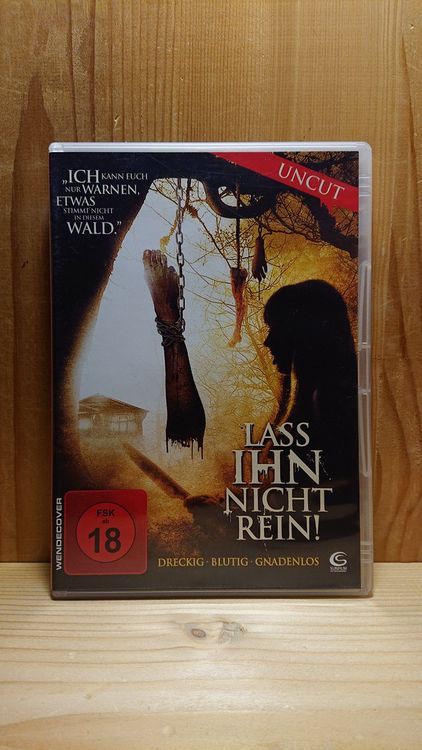 UNCUT
„ICH KANN EUCH
NUR WARNEN,
ETWAS
STIMMT NICHT
IN DIESEM
WALD."
LASS
IHN
NICHT
REIN!
DRECKIG · BLUTIG · GNADENLOS
WENDECOVER
FSK
ab
18
SUNFILM